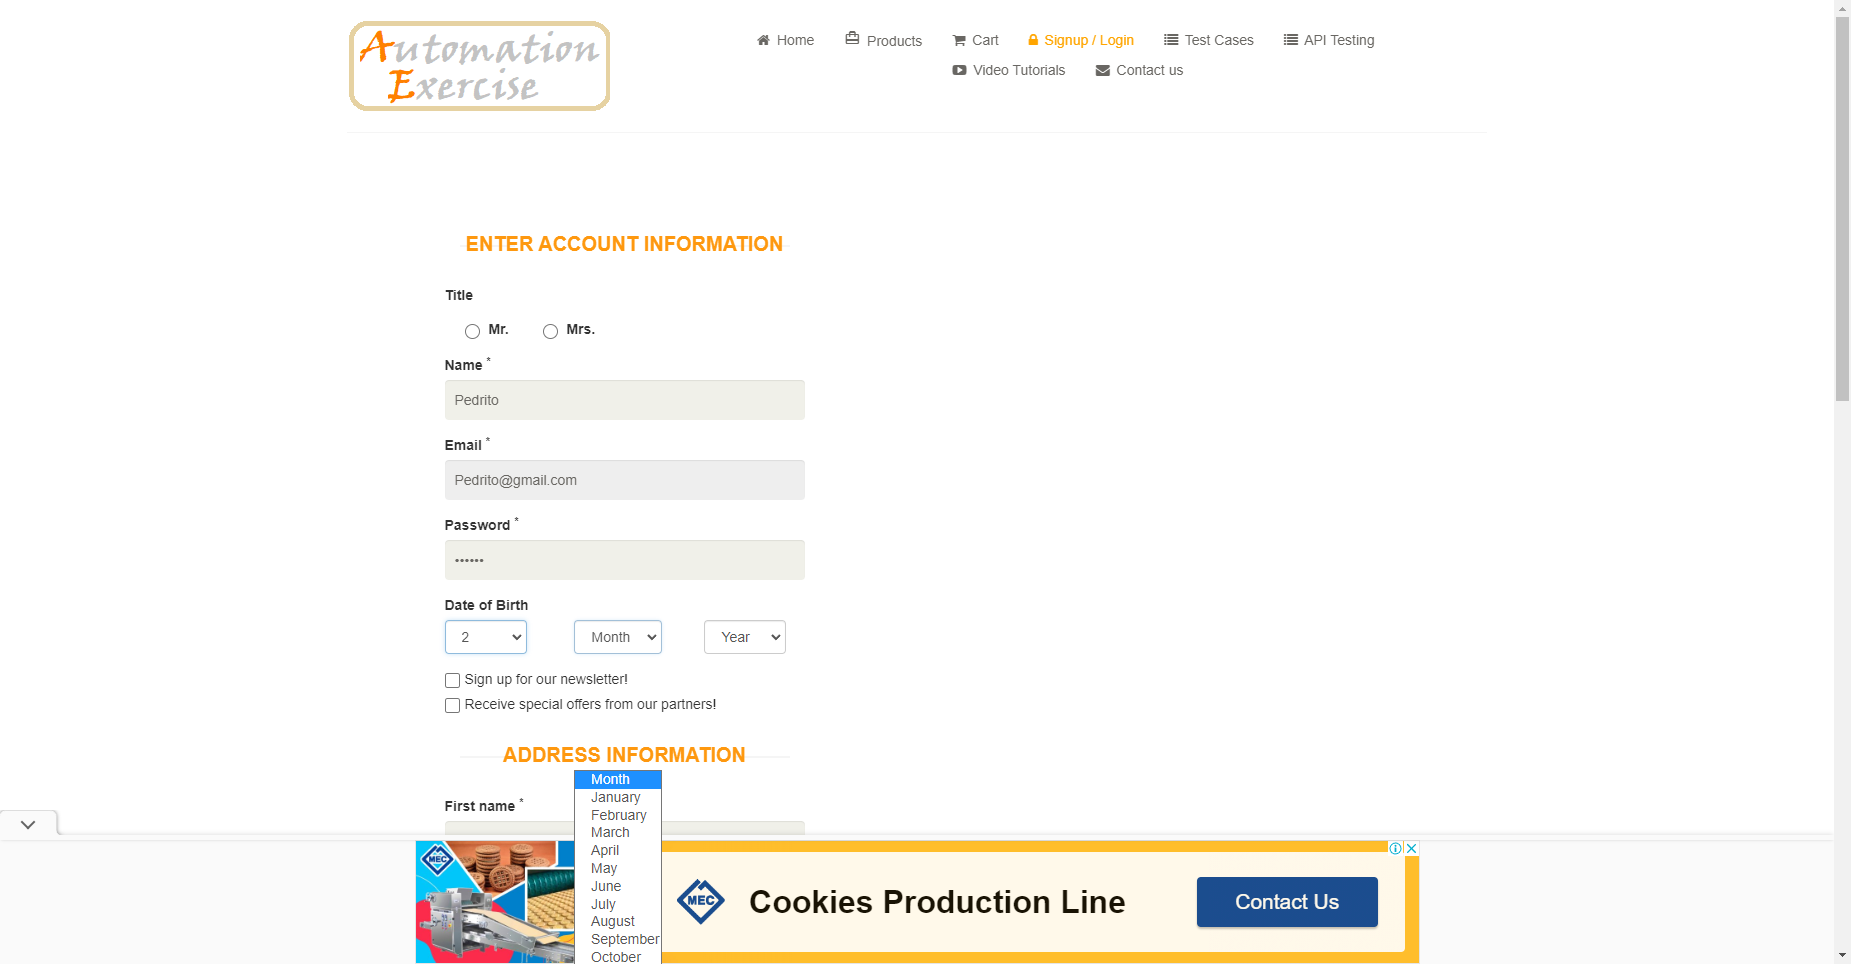 Automation
Exercise
Home
Products
Cart
Signup / Login
Test Cases
API Testing
Video Tutorials
Contact us
ENTER ACCOUNT INFORMATION
Title
Mr.
Mrs.
Name *
Pedrito
Email *
Pedrito@gmail.com
Password *
••••••
Date of Birth
2
Month
Year
Sign up for our newsletter!
Receive special offers from our partners!
ADDRESS INFORMATION
First name *
Month
January
February
March
April
May
June
July
August
September
October
MEC
MEC
Cookies Production Line
Contact Us